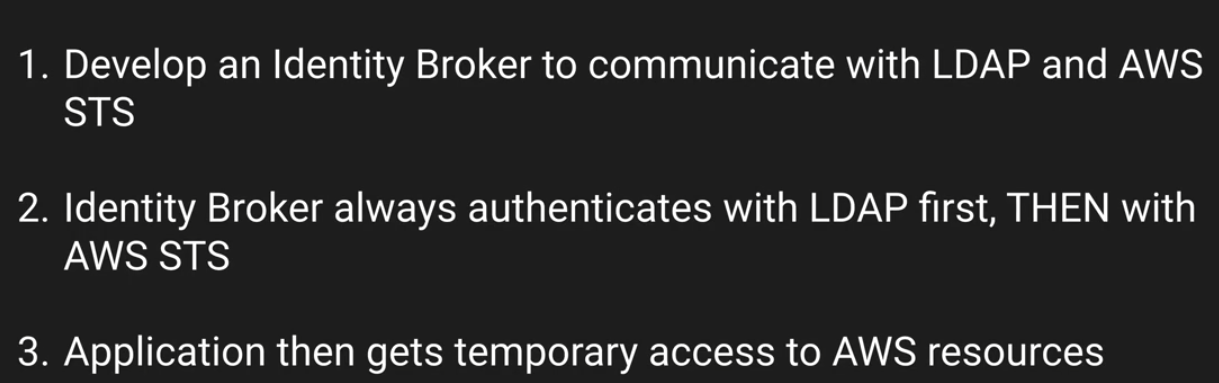 1. Develop an Identity Broker to communicate with LDAP and AWS
STS
2. Identity Broker always authenticates with LDAP first, THEN with
AWS STS
3. Application then gets temporary access to AWS resources